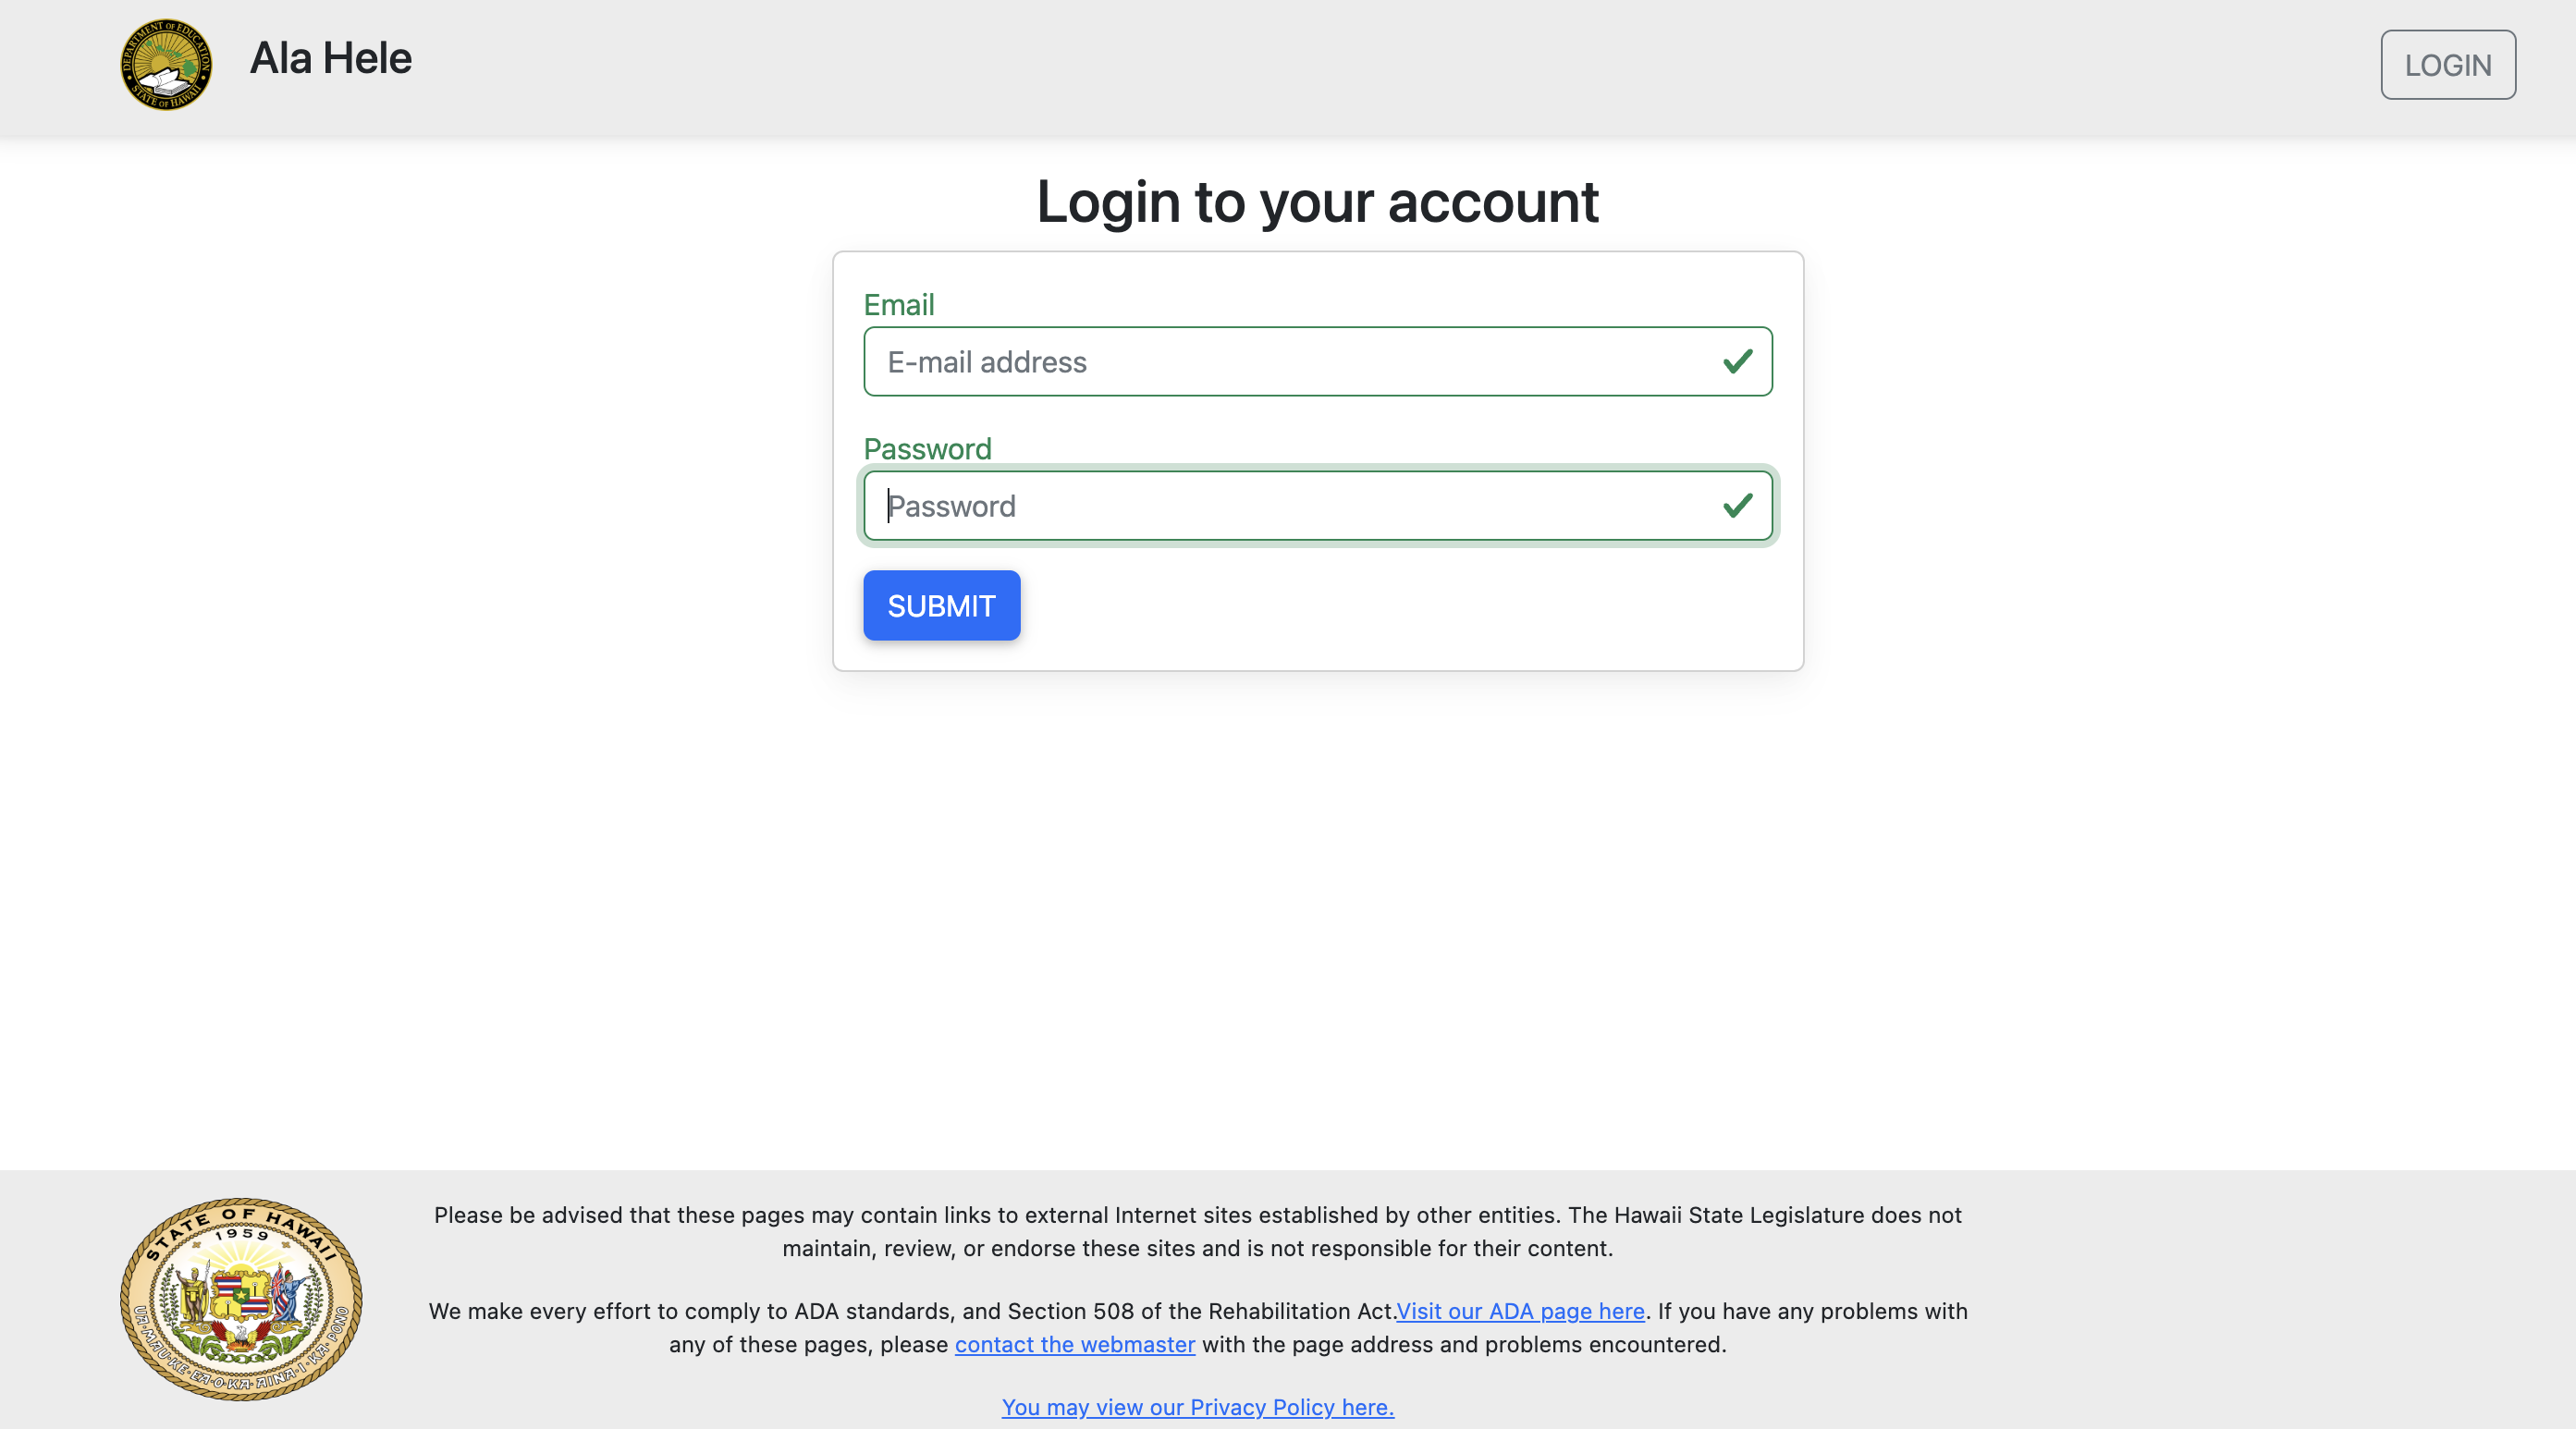 DEPARTMENT OF EDUCATION
STATE OF HAWAII
Ala Hele
LOGIN
Login to your account
Email
E-mail address
Password
Password
SUBMIT
STATE OF HAWAII
1959
UA·MAU·KE·EA·O·KA·AINA·I·KA·PONO
Please be advised that these pages may contain links to external Internet sites established by other entities. The Hawaii State Legislature does not
maintain, review, or endorse these sites and is not responsible for their content.
We make every effort to comply to ADA standards, and Section 508 of the Rehabilitation Act.Visit our ADA page here. If you have any problems with
any of these pages, please contact the webmaster with the page address and problems encountered.
You may view our Privacy Policy here.